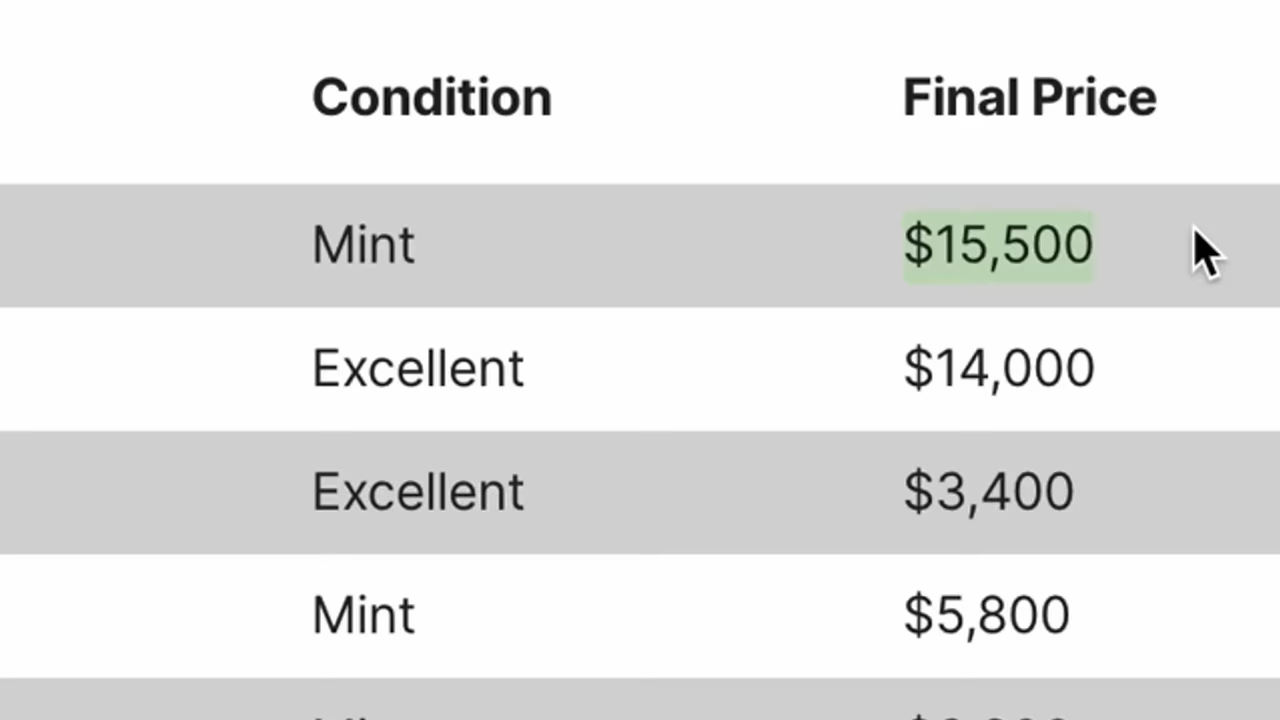 Condition Final Price
Mint $15,500
Excellent $14,000
Excellent $3,400
Mint $5,800